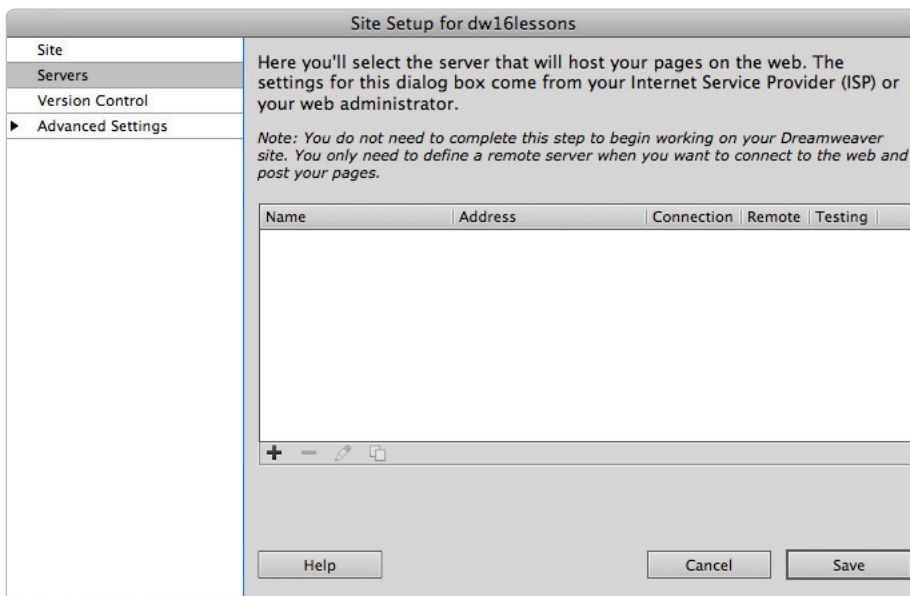 Site Setup for dw16lessons
Site
Servers
Version Control
Advanced Settings
Here you'll select the server that will host your pages on the web. The
settings for this dialog box come from your Internet Service Provider (ISP) or
your web administrator.
Note: You do not need to complete this step to begin working on your Dreamweaver
site. You only need to define a remote server when you want to connect to the web and
post your pages.
Name Address Connection Remote Testing
Help Cancel Save